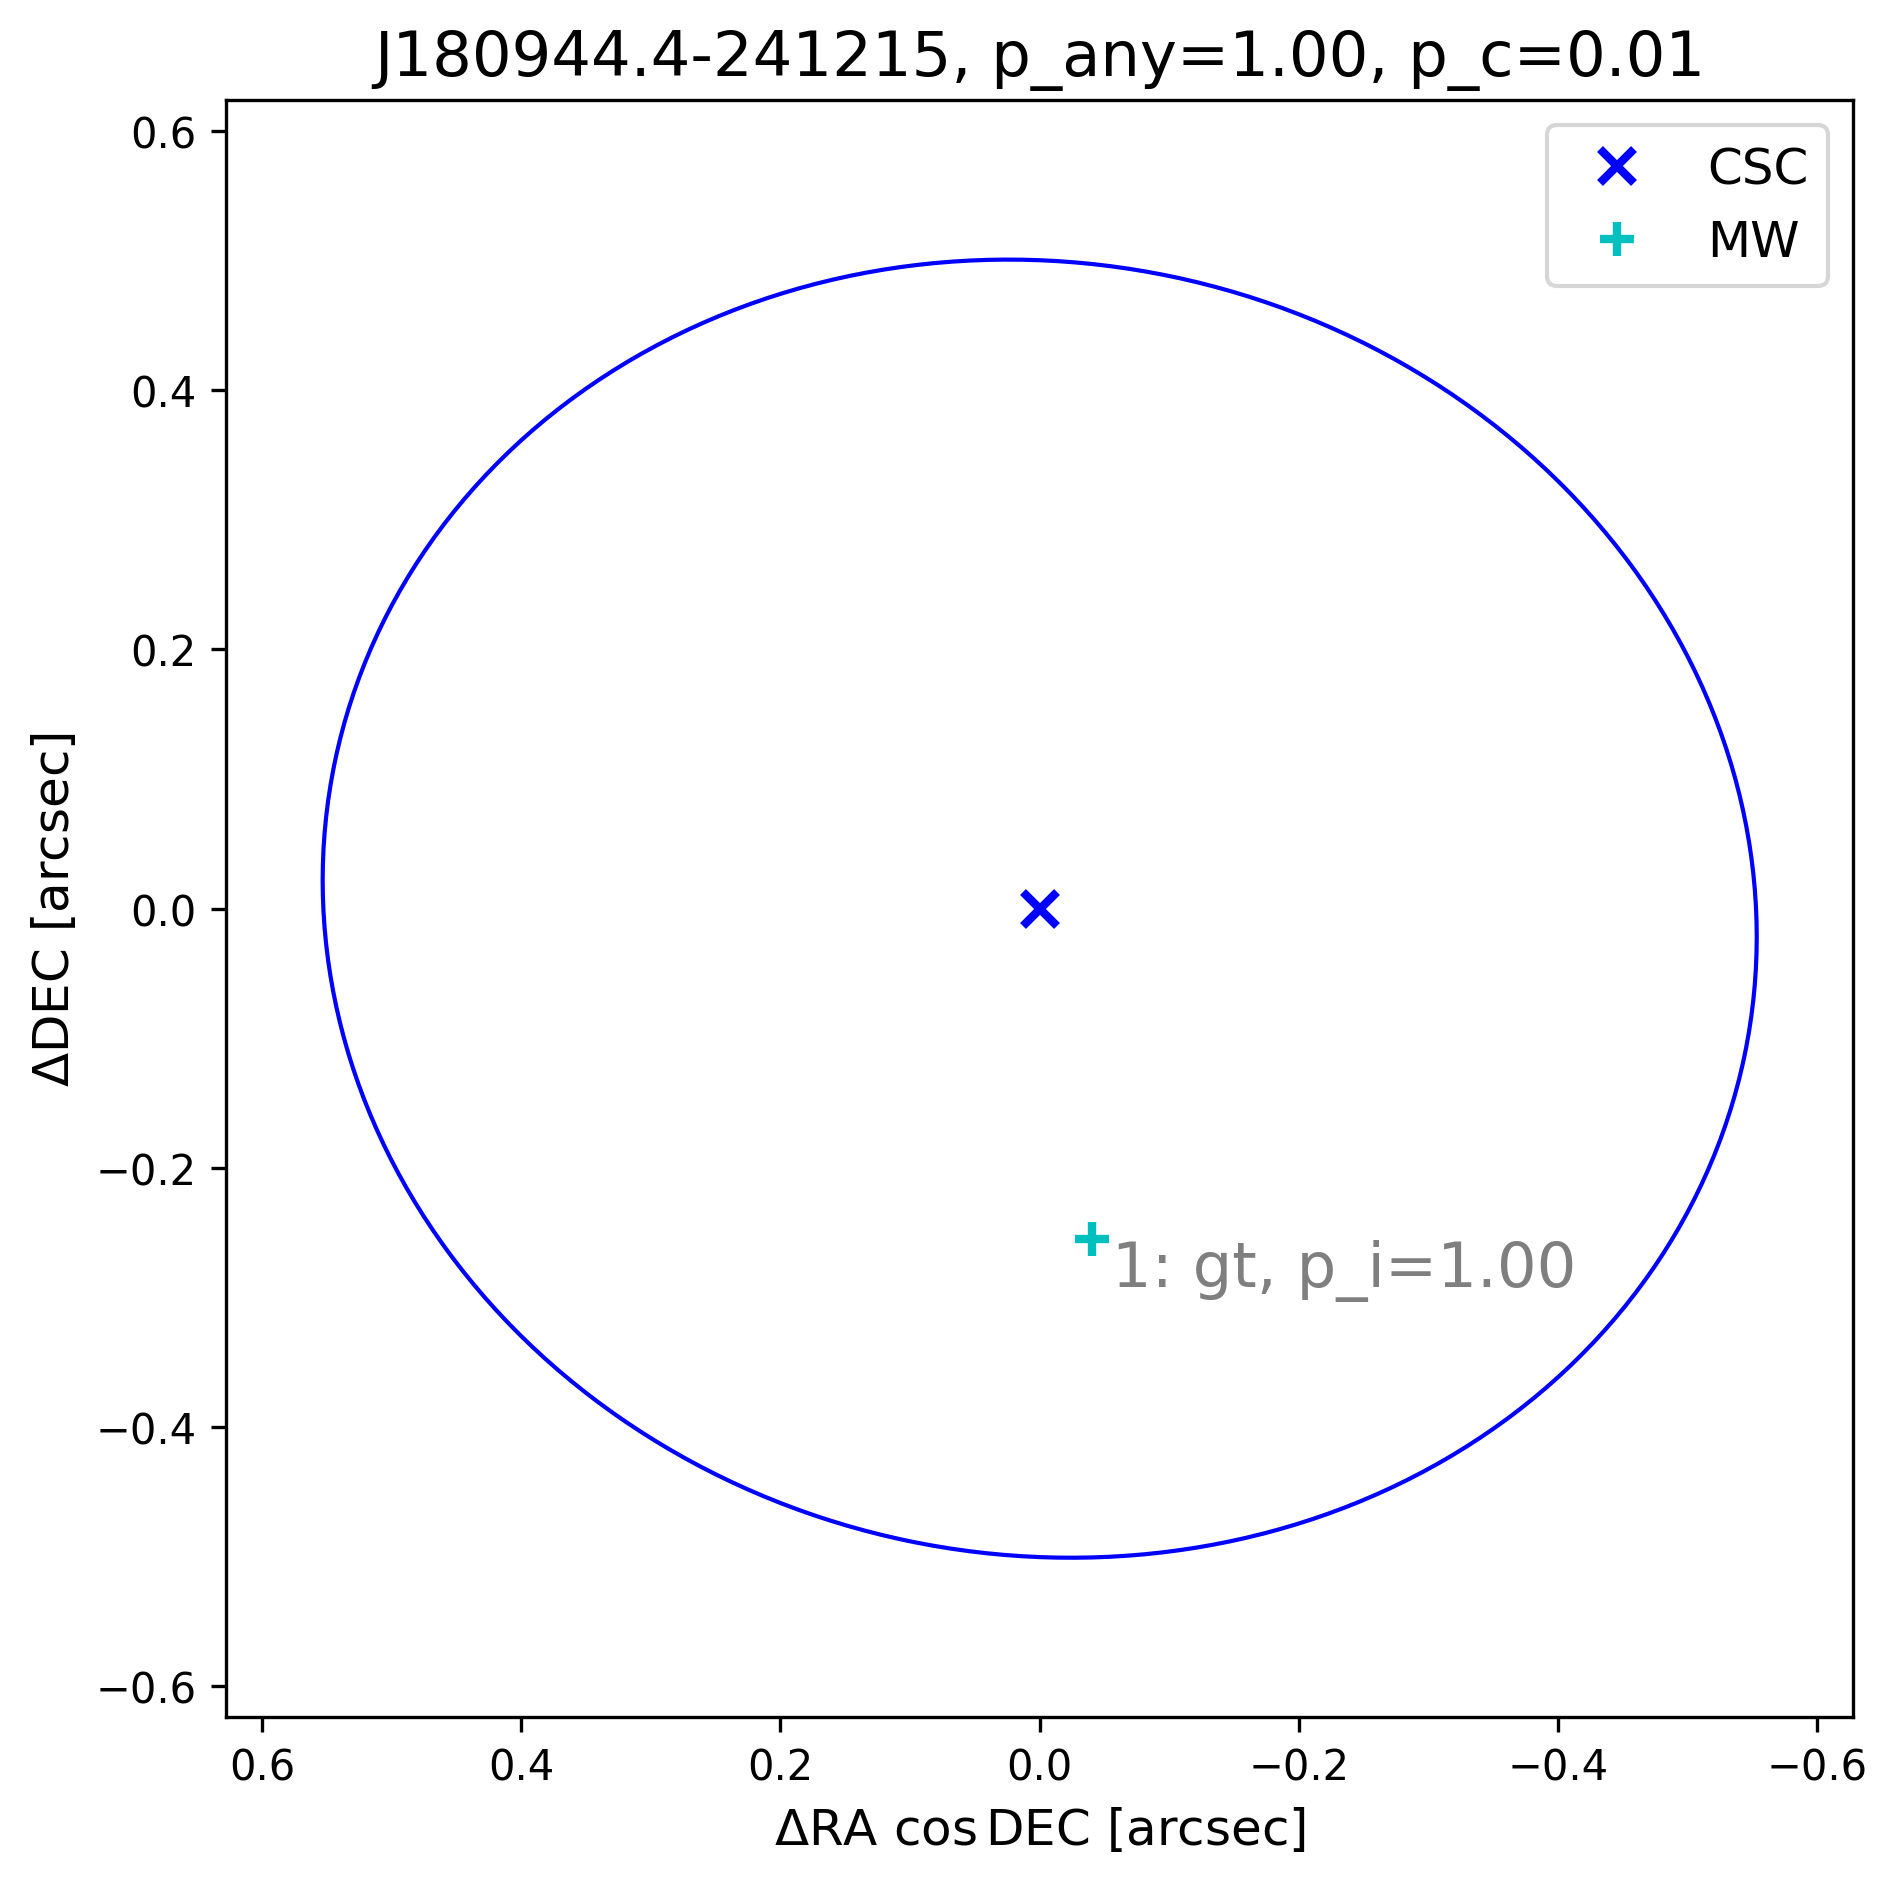 J180944.4-241215, p_any=1.00, p_c=0.01
CSC
MW
0.6
0.4
0.2
0.0
−0.2
−0.4
−0.6
ΔDEC [arcsec]
1: gt, p_i=1.00
0.6 0.4 0.2 0.0 −0.2 −0.4 −0.6
ΔRA cos DEC [arcsec]